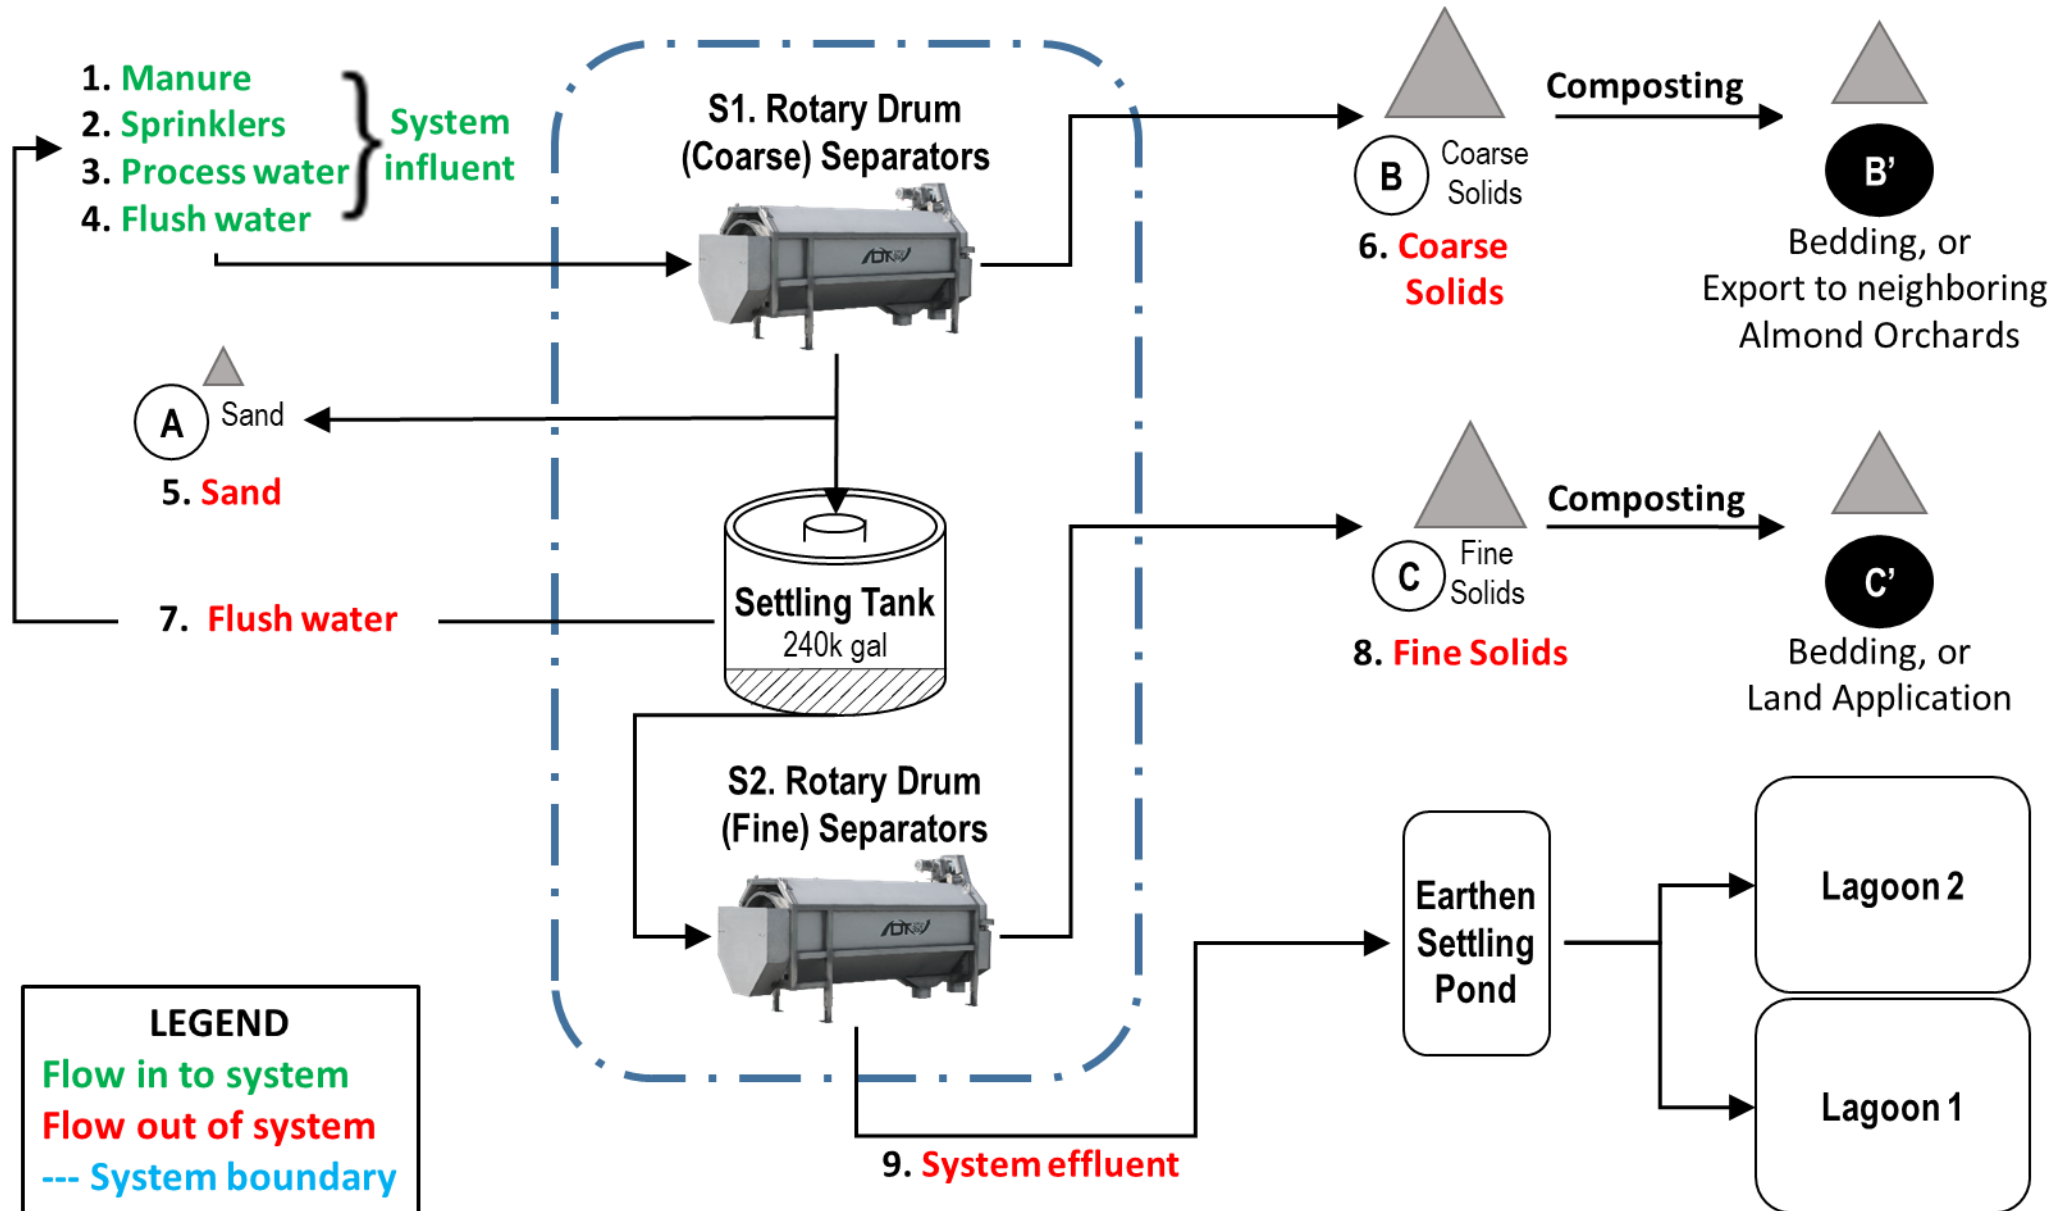 1. Manure
2. Sprinklers
3. Process water
4. Flush water
System
influent
S1. Rotary Drum
(Coarse) Separators
B
Coarse
Solids
6. Coarse
Solids
Composting
B’
Bedding, or
Export to neighboring
Almond Orchards
A
Sand
5. Sand
Settling Tank
240k gal
7. Flush water
C
Fine
Solids
8. Fine Solids
Composting
C’
Bedding, or
Land Application
S2. Rotary Drum
(Fine) Separators
Earthen
Settling
Pond
Lagoon 2
Lagoon 1
9. System effluent
LEGEND
Flow in to system
Flow out of system
--- System boundary